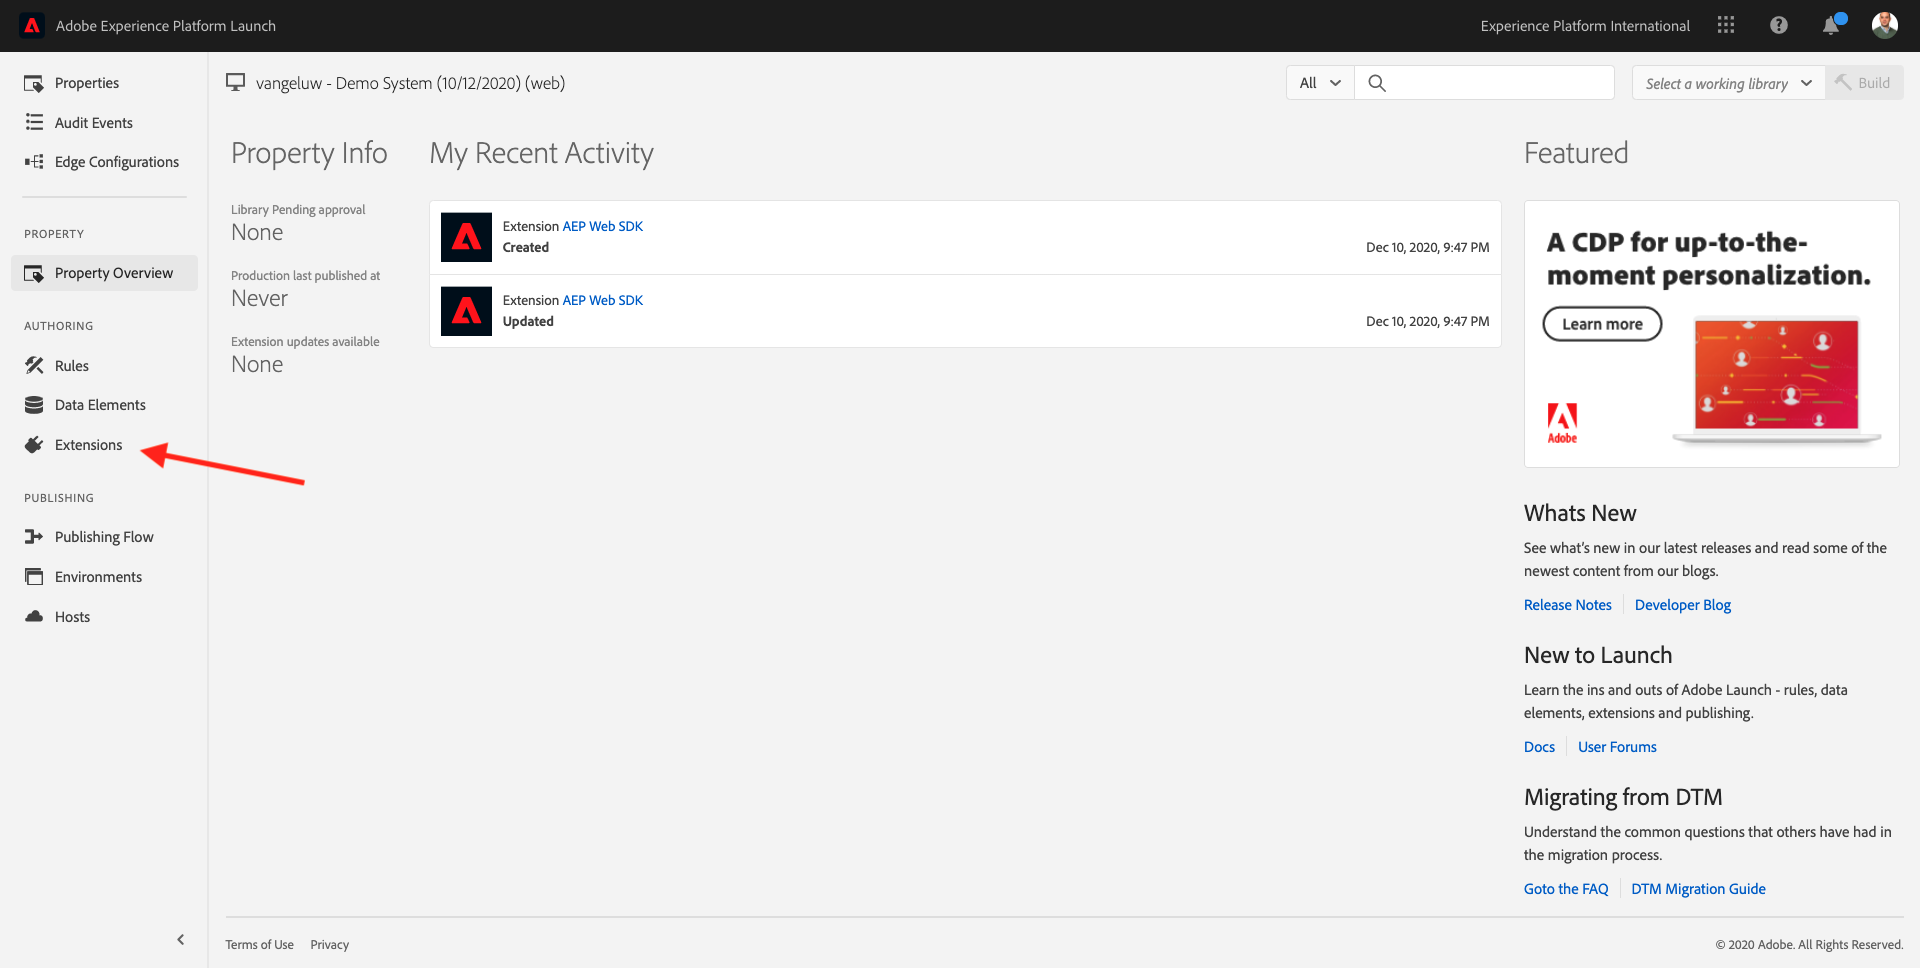 Adobe Experience Platform Launch
Experience Platform International
Properties
Audit Events
Edge Configurations
PROPERTY
Property Overview
AUTHORING
Rules
Data Elements
Extensions
PUBLISHING
Publishing Flow
Environments
Hosts
vangeluw - Demo System (10/12/2020) (web)
All
Select a working library
Build
Property Info
Library Pending approval
None
Production last published at
Never
Extension updates available
None
My Recent Activity
Extension AEP Web SDK
Created
Dec 10, 2020, 9:47 PM
Extension AEP Web SDK
Updated
Dec 10, 2020, 9:47 PM
Featured
A CDP for up-to-the-
moment personalization.
Learn more
Adobe
Whats New
See what's new in our latest releases and read some of the
newest content from our blogs.
Release Notes
Developer Blog
New to Launch
Learn the ins and outs of Adobe Launch - rules, data
elements, extensions and publishing.
Docs
User Forums
Migrating from DTM
Understand the common questions that others have had in
the migration process.
Goto the FAQ
DTM Migration Guide
Terms of Use
Privacy
© 2020 Adobe. All Rights Reserved.